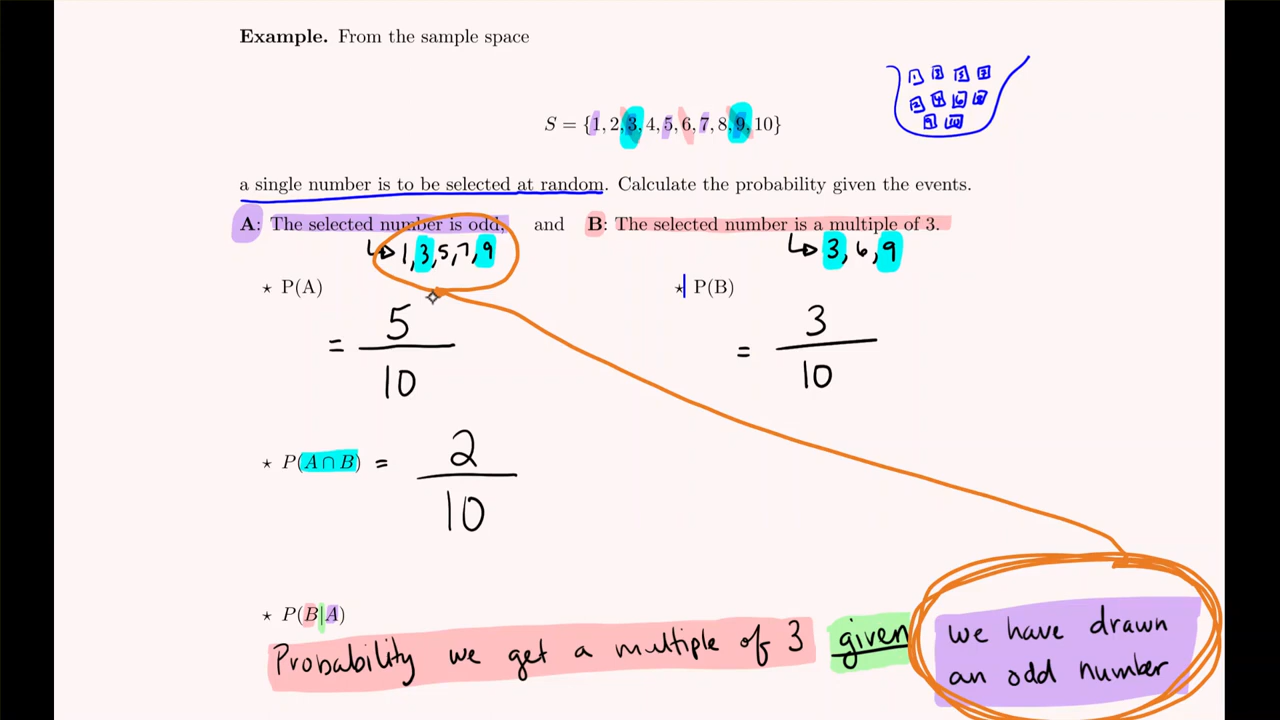 Example. From the sample space
S = {1, 2, 3, 4, 5, 6, 7, 8, 9, 10}
a single number is to be selected at random. Calculate the probability given the events.
A: The selected number is odd, and B: The selected number is a multiple of 3.
↳ 1, 3, 5, 7, 9
↳ 3, 6, 9
⋆ P(A)
⋆ P(B)
= 5/10
= 3/10
⋆ P(A ∩ B) = 2/10
⋆ P(B|A)
Probability we get a multiple of 3 given we have drawn
an odd number